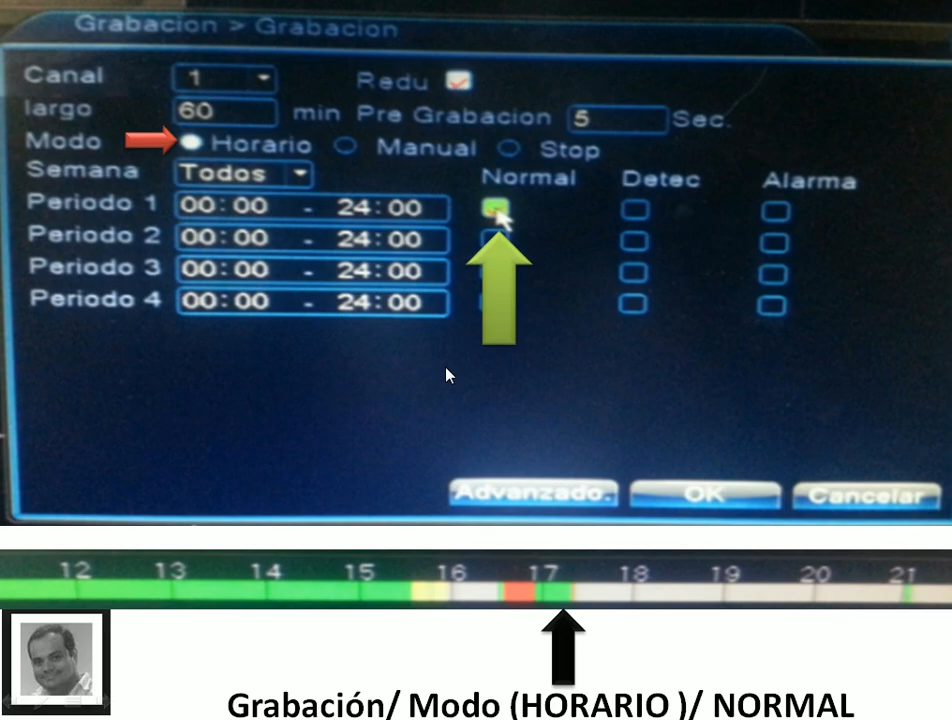 Grabacion > Grabacion
Canal 1 Redu
largo 60 min Pre Grabacion 5 Sec.
Modo Horario Manual Stop
Semana Todos Normal Detec Alarma
Periodo 1 00:00 - 24:00
Periodo 2 00:00 - 24:00
Periodo 3 00:00 - 24:00
Periodo 4 00:00 - 24:00
Advanzado. OK Cancelar
12 13 14 15 16 17 18 19 20 21
Grabación/ Modo (HORARIO )/ NORMAL